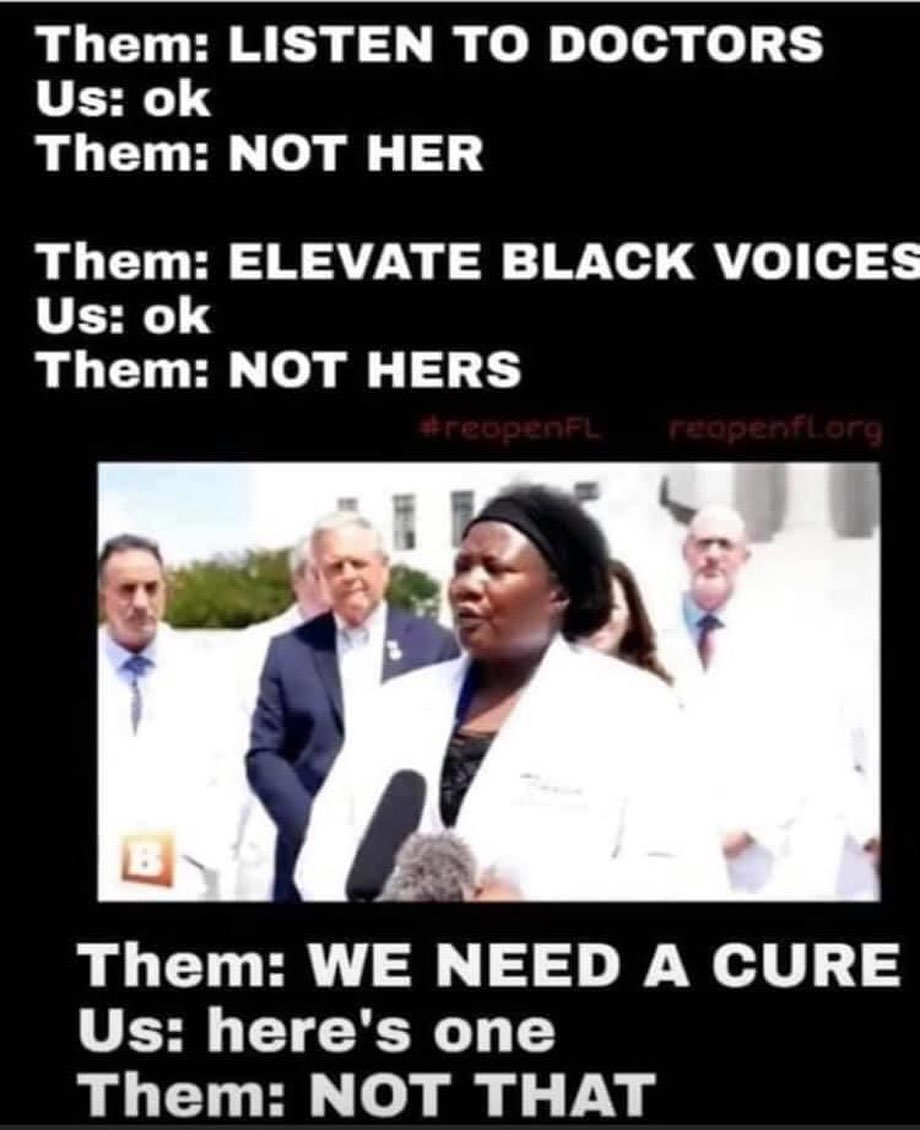 Them: LISTEN TO DOCTORS
Us: ok
Them: NOT HER
Them: ELEVATE BLACK VOICES
Us: ok
Them: NOT HERS
#reopenFL reopenfl.org
B
Them: WE NEED A CURE
Us: here's one
Them: NOT THAT